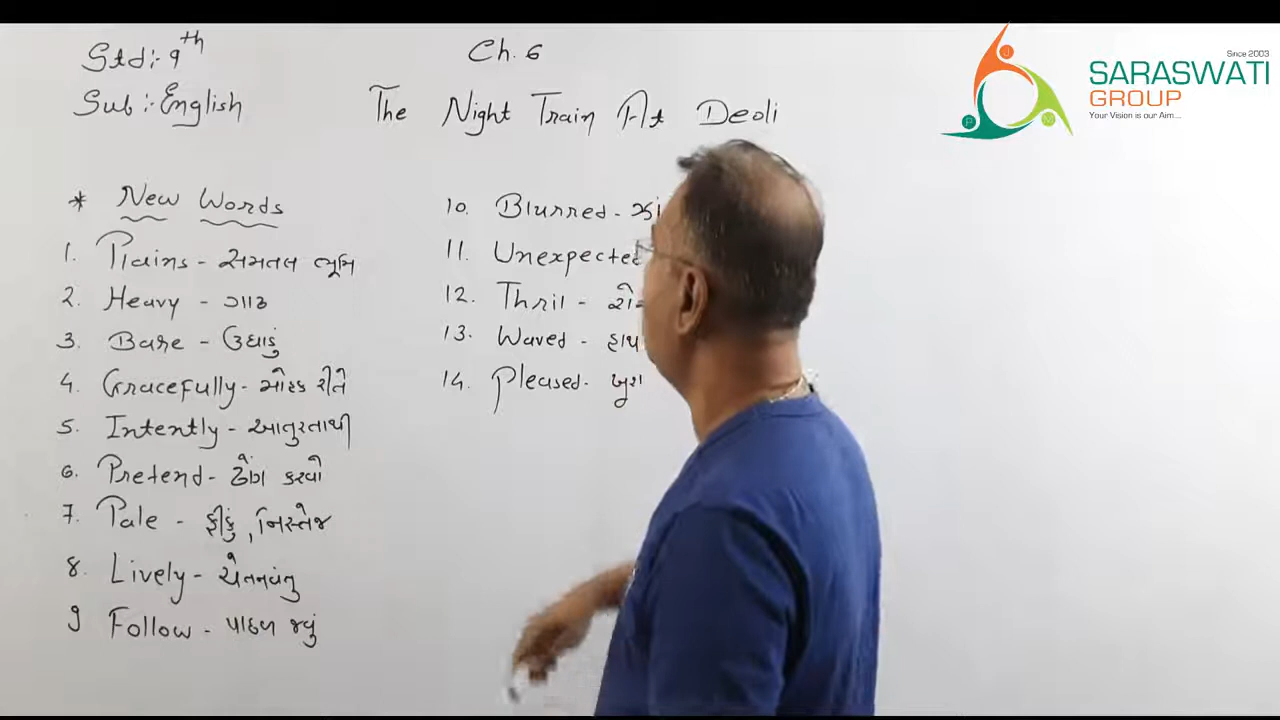 Std:- 9th
Ch. 6
Sub:- English
The Night Train At Deoli
* New Words
1. Plains - સમતલ ભૂમિ
2. Heavy - ગાઢ
3. Bare - ઉઘાડું
4. Gracefully - મોહક રીતે
5. Intently - આતુરતાથી
6. Pretend - ઢોંગ કરવો
7. Pale - ફીકું, નિસ્તેજ
8. Lively - ચેતનવંતુ
9 Follow - પાછળ જવું
10. Blurred -
11. Unexpected
12. Thril -
13. Waved - હાથ
14. Pleased - ખુશ
Since 2003
SARASWATI
GROUP
Your Vision is our Aim...